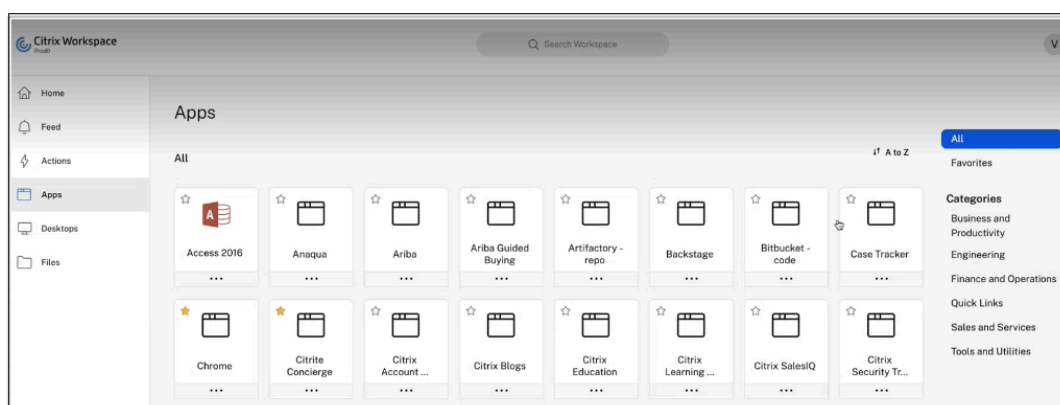 Citrix Workspace
Prod0
Search Workspace
V
Home
Feed
Actions
Apps
Desktops
Files
Apps
All
A to Z
Access 2016
Anaqua
Ariba
Ariba Guided
Buying
Artifactory -
repo
Backstage
Bitbucket -
code
Case Tracker
Chrome
Citrite
Concierge
Citrix
Account ...
Citrix Blogs
Citrix
Education
Citrix
Learning ...
Citrix SalesIQ
Citrix
Security Tr...
All
Favorites
Categories
Business and
Productivity
Engineering
Finance and Operations
Quick Links
Sales and Services
Tools and Utilities